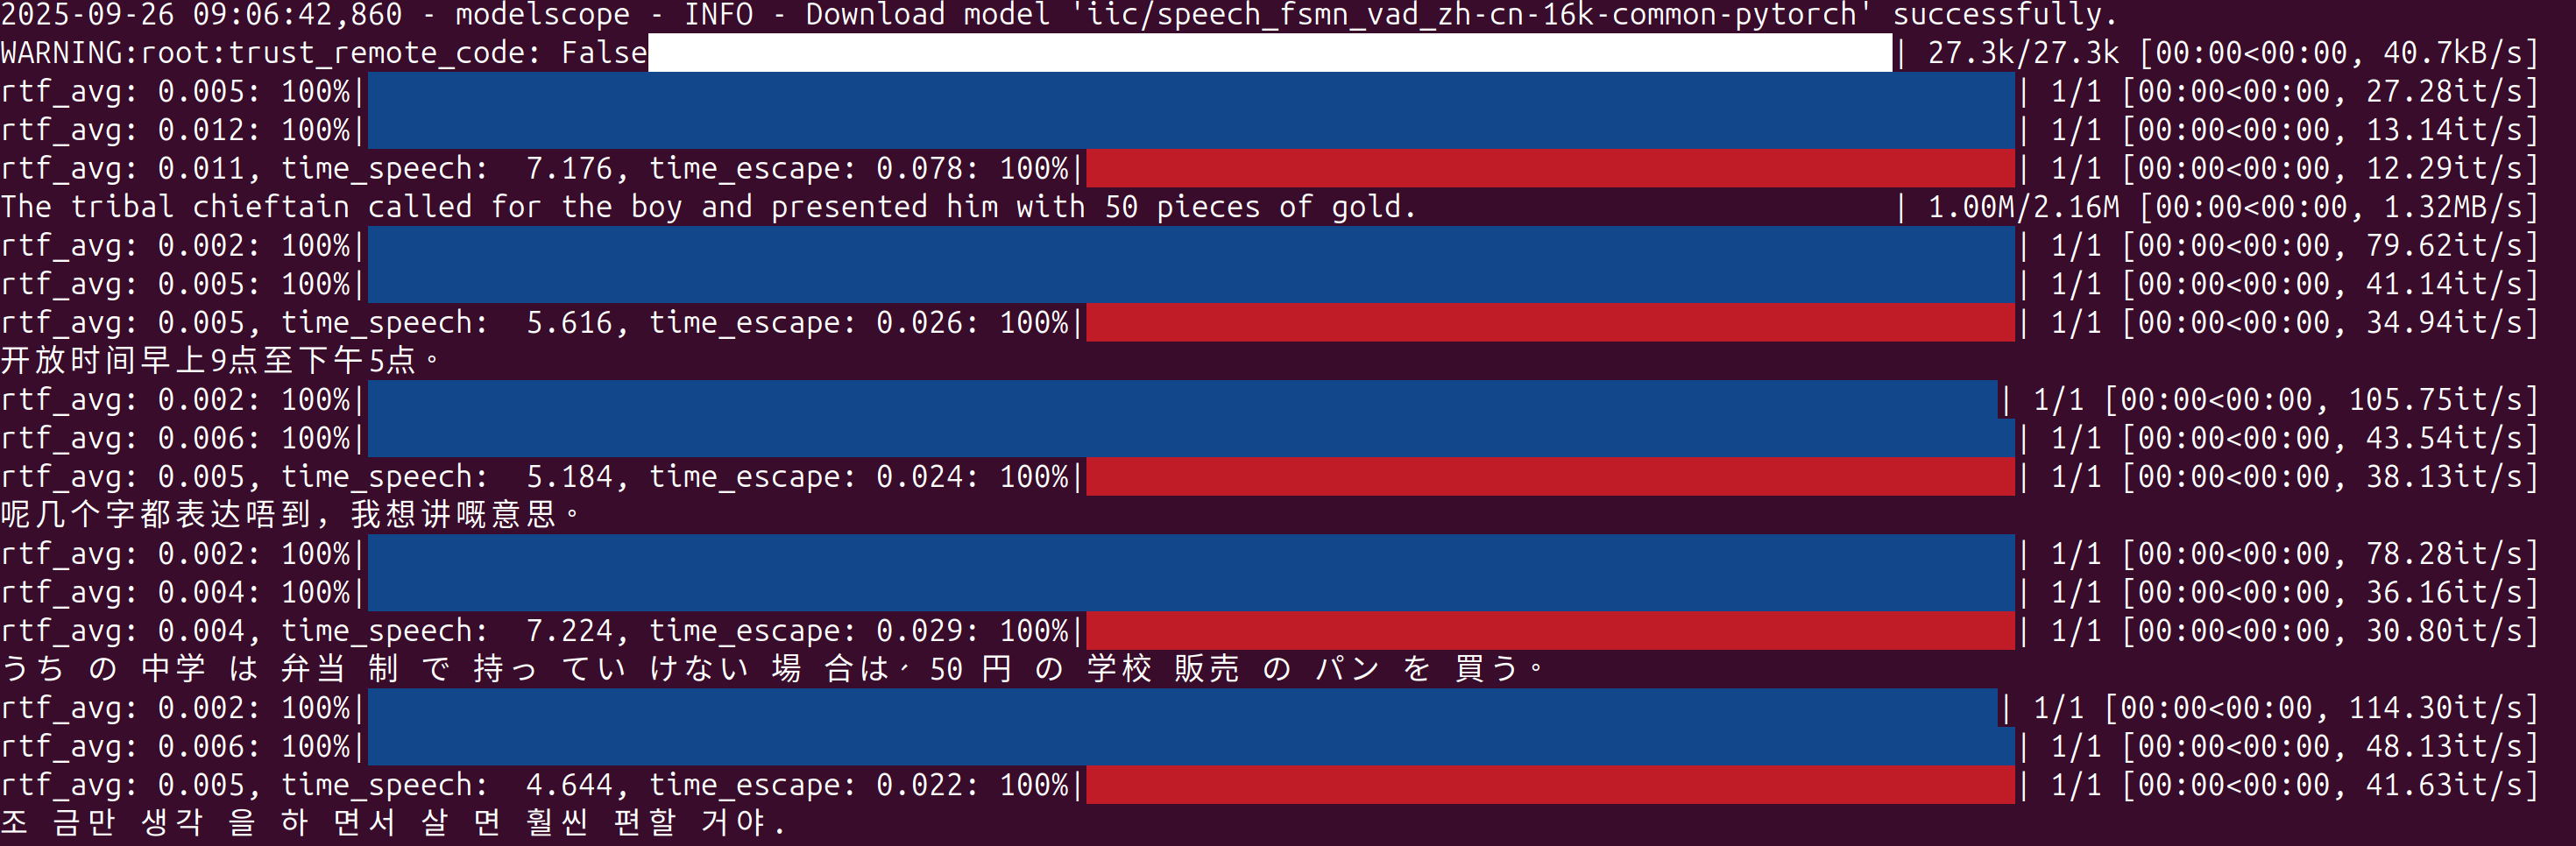 2025-09-26 09:06:42,860 - modelscope - INFO - Download model 'iic/speech_fsmn_vad_zh-cn-16k-common-pytorch' successfully.
WARNING:root:trust_remote_code: False| 27.3k/27.3k [00:00<00:00, 40.7kB/s]
rtf_avg: 0.005: 100%| | 1/1 [00:00<00:00, 27.28it/s]
rtf_avg: 0.012: 100%| | 1/1 [00:00<00:00, 13.14it/s]
rtf_avg: 0.011, time_speech:  7.176, time_escape: 0.078: 100%| | 1/1 [00:00<00:00, 12.29it/s]
The tribal chieftain called for the boy and presented him with 50 pieces of gold. | 1.00M/2.16M [00:00<00:00, 1.32MB/s]
rtf_avg: 0.002: 100%| | 1/1 [00:00<00:00, 79.62it/s]
rtf_avg: 0.005: 100%| | 1/1 [00:00<00:00, 41.14it/s]
rtf_avg: 0.005, time_speech:  5.616, time_escape: 0.026: 100%| | 1/1 [00:00<00:00, 34.94it/s]
开放时间早上9点至下午5点。
rtf_avg: 0.002: 100%| | 1/1 [00:00<00:00, 105.75it/s]
rtf_avg: 0.006: 100%| | 1/1 [00:00<00:00, 43.54it/s]
rtf_avg: 0.005, time_speech:  5.184, time_escape: 0.024: 100%| | 1/1 [00:00<00:00, 38.13it/s]
呢几个字都表达唔到，我想讲嘅意思。
rtf_avg: 0.002: 100%| | 1/1 [00:00<00:00, 78.28it/s]
rtf_avg: 0.004: 100%| | 1/1 [00:00<00:00, 36.16it/s]
rtf_avg: 0.004, time_speech:  7.224, time_escape: 0.029: 100%| | 1/1 [00:00<00:00, 30.80it/s]
うち の 中学 は 弁当 制 で 持っ てい けない 場 合は、50 円 の 学校 販売 の パン を 買う。
rtf_avg: 0.002: 100%| | 1/1 [00:00<00:00, 114.30it/s]
rtf_avg: 0.006: 100%| | 1/1 [00:00<00:00, 48.13it/s]
rtf_avg: 0.005, time_speech:  4.644, time_escape: 0.022: 100%| | 1/1 [00:00<00:00, 41.63it/s]
조 금만 생각 을 하 면서 살 면 훨씬 편할 거야.